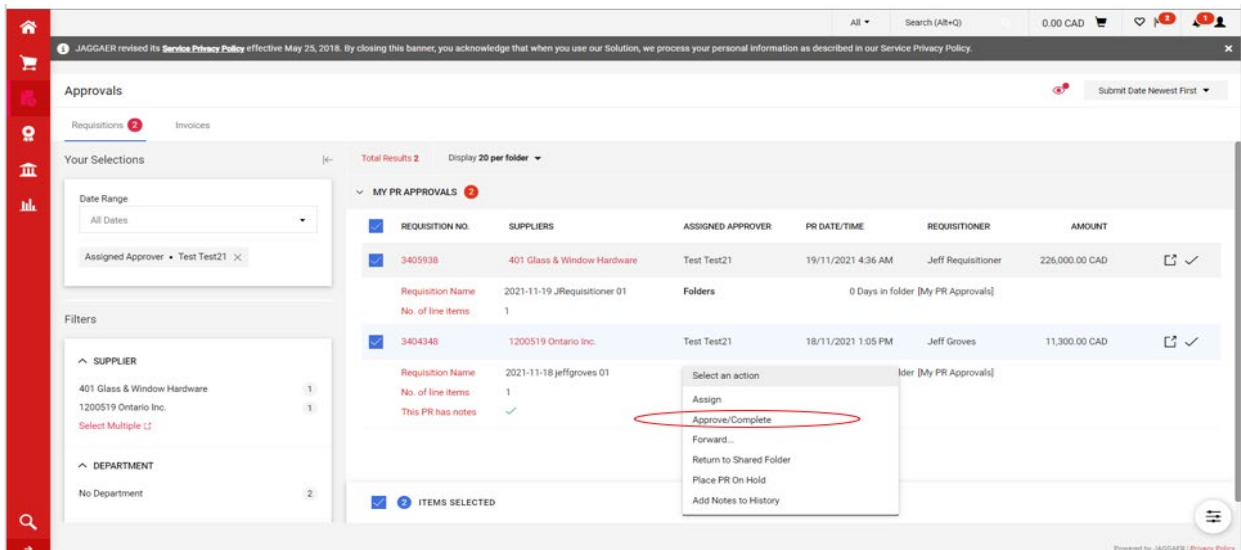 All
Search (Alt+Q)
0.00 CAD
2
1
JAGGAER revised its Service Privacy Policy effective May 25, 2018. By closing this banner, you acknowledge that when you use our Solution, we process your personal information as described in our Service Privacy Policy.
Approvals
Submit Date Newest First
Requisitions 2 Invoices
Your Selections
Date Range
All Dates
Assigned Approver • Test Test21
Filters
SUPPLIER
401 Glass & Window Hardware 1
1200519 Ontario Inc. 1
Select Multiple
DEPARTMENT
No Department 2
Total Results 2 Display 20 per folder
MY PR APPROVALS 2
REQUISITION NO. SUPPLIERS ASSIGNED APPROVER PR DATE/TIME REQUISITIONER AMOUNT
3405938 401 Glass & Window Hardware Test Test21 19/11/2021 4:36 AM Jeff Requisitioner 226,000.00 CAD
Requisition Name 2021-11-19 JRequisitioner 01 Folders 0 Days in folder [My PR Approvals]
No. of line items 1
3404348 1200519 Ontario Inc. Test Test21 18/11/2021 1:05 PM Jeff Groves 11,300.00 CAD
Requisition Name 2021-11-18 jeffgroves 01 lder [My PR Approvals]
No. of line items 1
This PR has notes
Select an action
Assign
Approve/Complete
Forward...
Return to Shared Folder
Place PR On Hold
Add Notes to History
2 ITEMS SELECTED
Powered by JAGGAER | Privacy Policy